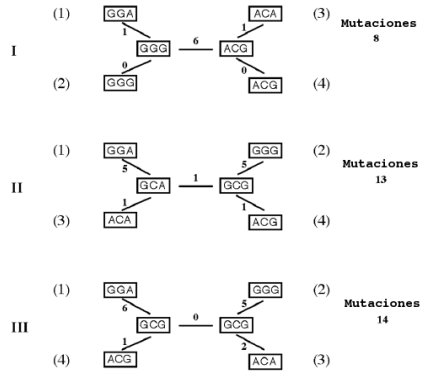 (1) GGA ACA (3) Mutaciones
1 1 8
I GGG 6 ACG
0 0
(2) GGG ACG (4)
(1) GGA GGG (2) Mutaciones
5 5 13
II GCA 1 GCG
1 1
(3) ACA ACG (4)
(1) GGA GGG (2) Mutaciones
6 5 14
III GCG 0 GCG
1 2
(4) ACG ACA (3)